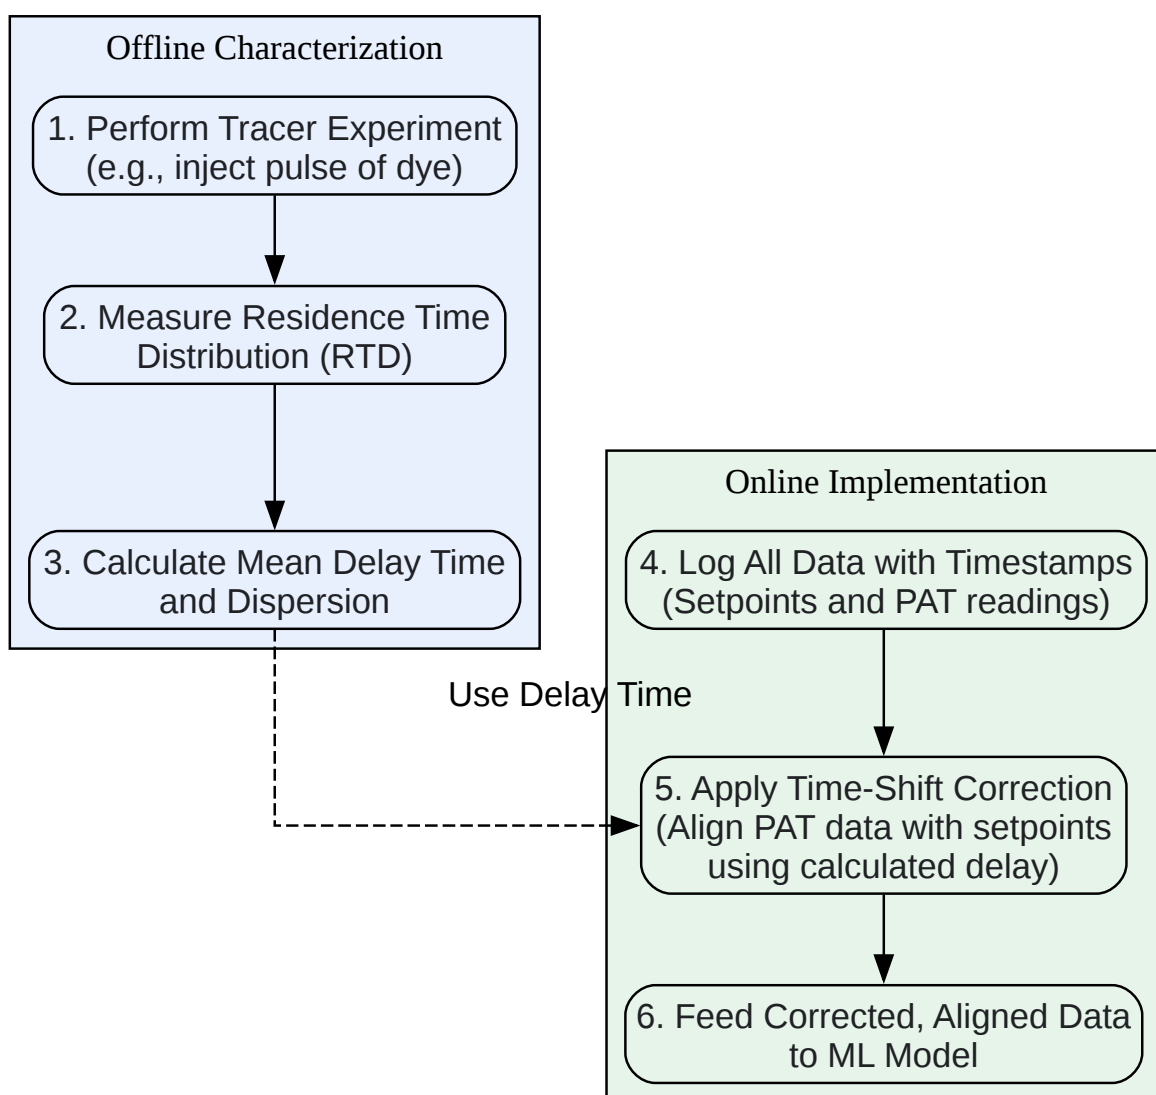 Offline Characterization
1. Perform Tracer Experiment
(e.g., inject pulse of dye)
2. Measure Residence Time
Distribution (RTD)
3. Calculate Mean Delay Time
and Dispersion
Online Implementation
4. Log All Data with Timestamps
(Setpoints and PAT readings)
Use Delay Time
5. Apply Time-Shift Correction
(Align PAT data with setpoints
using calculated delay)
6. Feed Corrected, Aligned Data
to ML Model